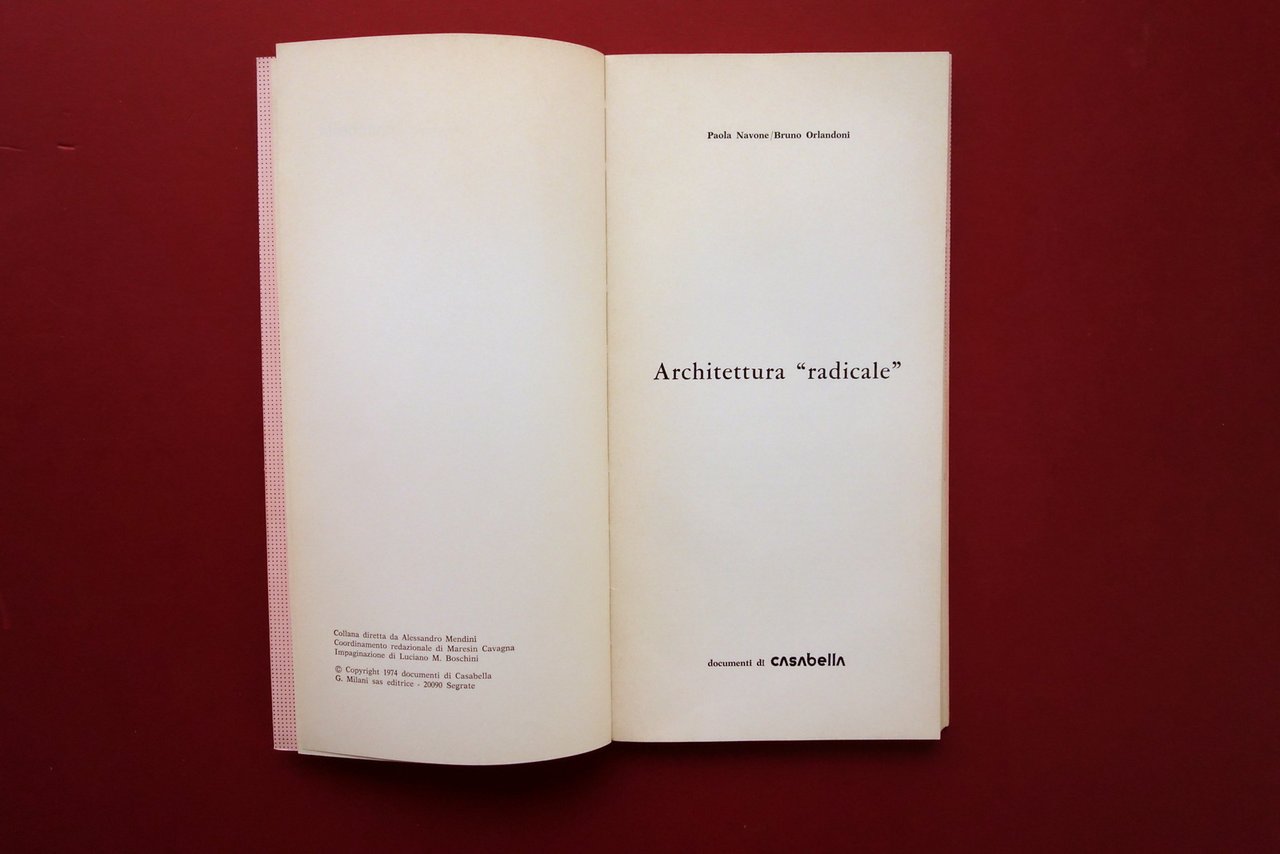 Collana diretta da Alessandro Mendini
Coordinamento redazionale di Maresin Cavagna
Impaginazione di Luciano M. Boschini
© Copyright 1974 documenti di Casabella
G. Milani sas editrice - 20090 Segrate
Paola Navone/Bruno Orlandoni
Architettura “radicale”
documenti di CASAbELLA